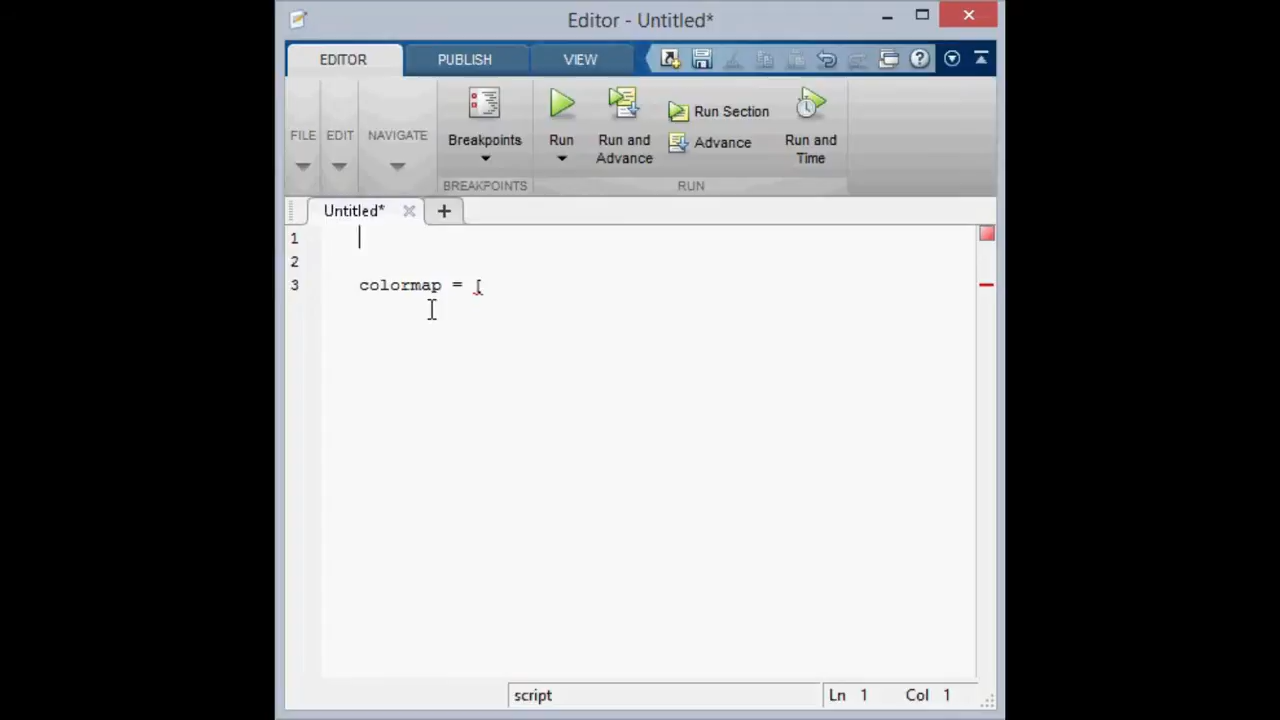 Editor - Untitled*
EDITOR PUBLISH VIEW
FILE EDIT NAVIGATE Breakpoints Run Run and Advance Run Section Advance Run and Time
BREAKPOINTS RUN
Untitled*
1
2
3 colormap = [
script Ln 1 Col 1